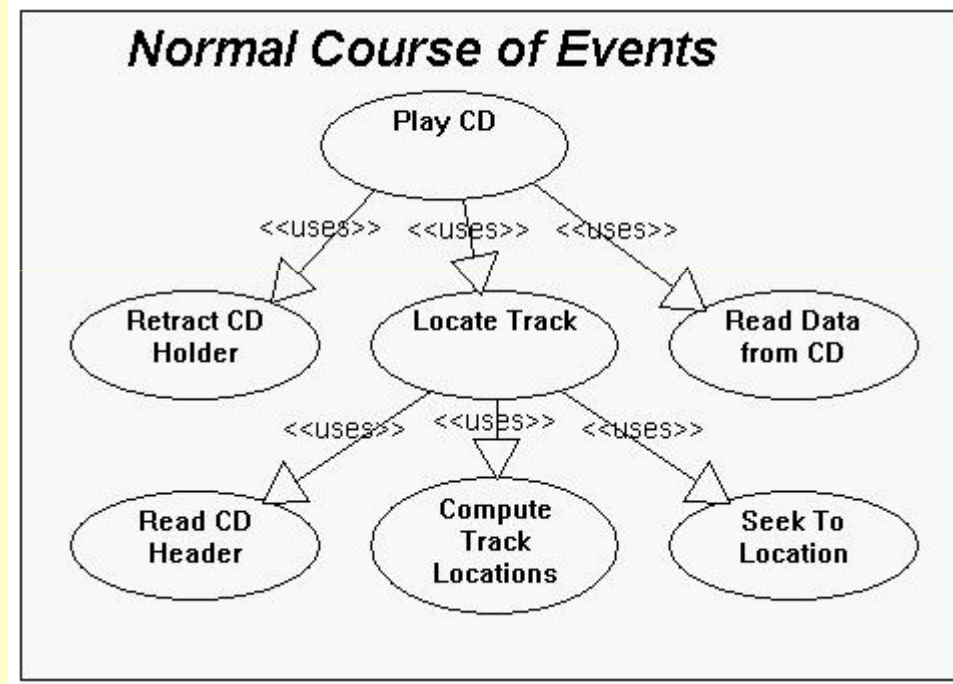 Normal Course of Events
Play CD
<<uses>> <<uses>> <<uses>>
Retract CD
Holder
Locate Track
Read Data
from CD
<<uses>> <<uses>> <<uses>>
Read CD
Header
Compute
Track
Locations
Seek To
Location